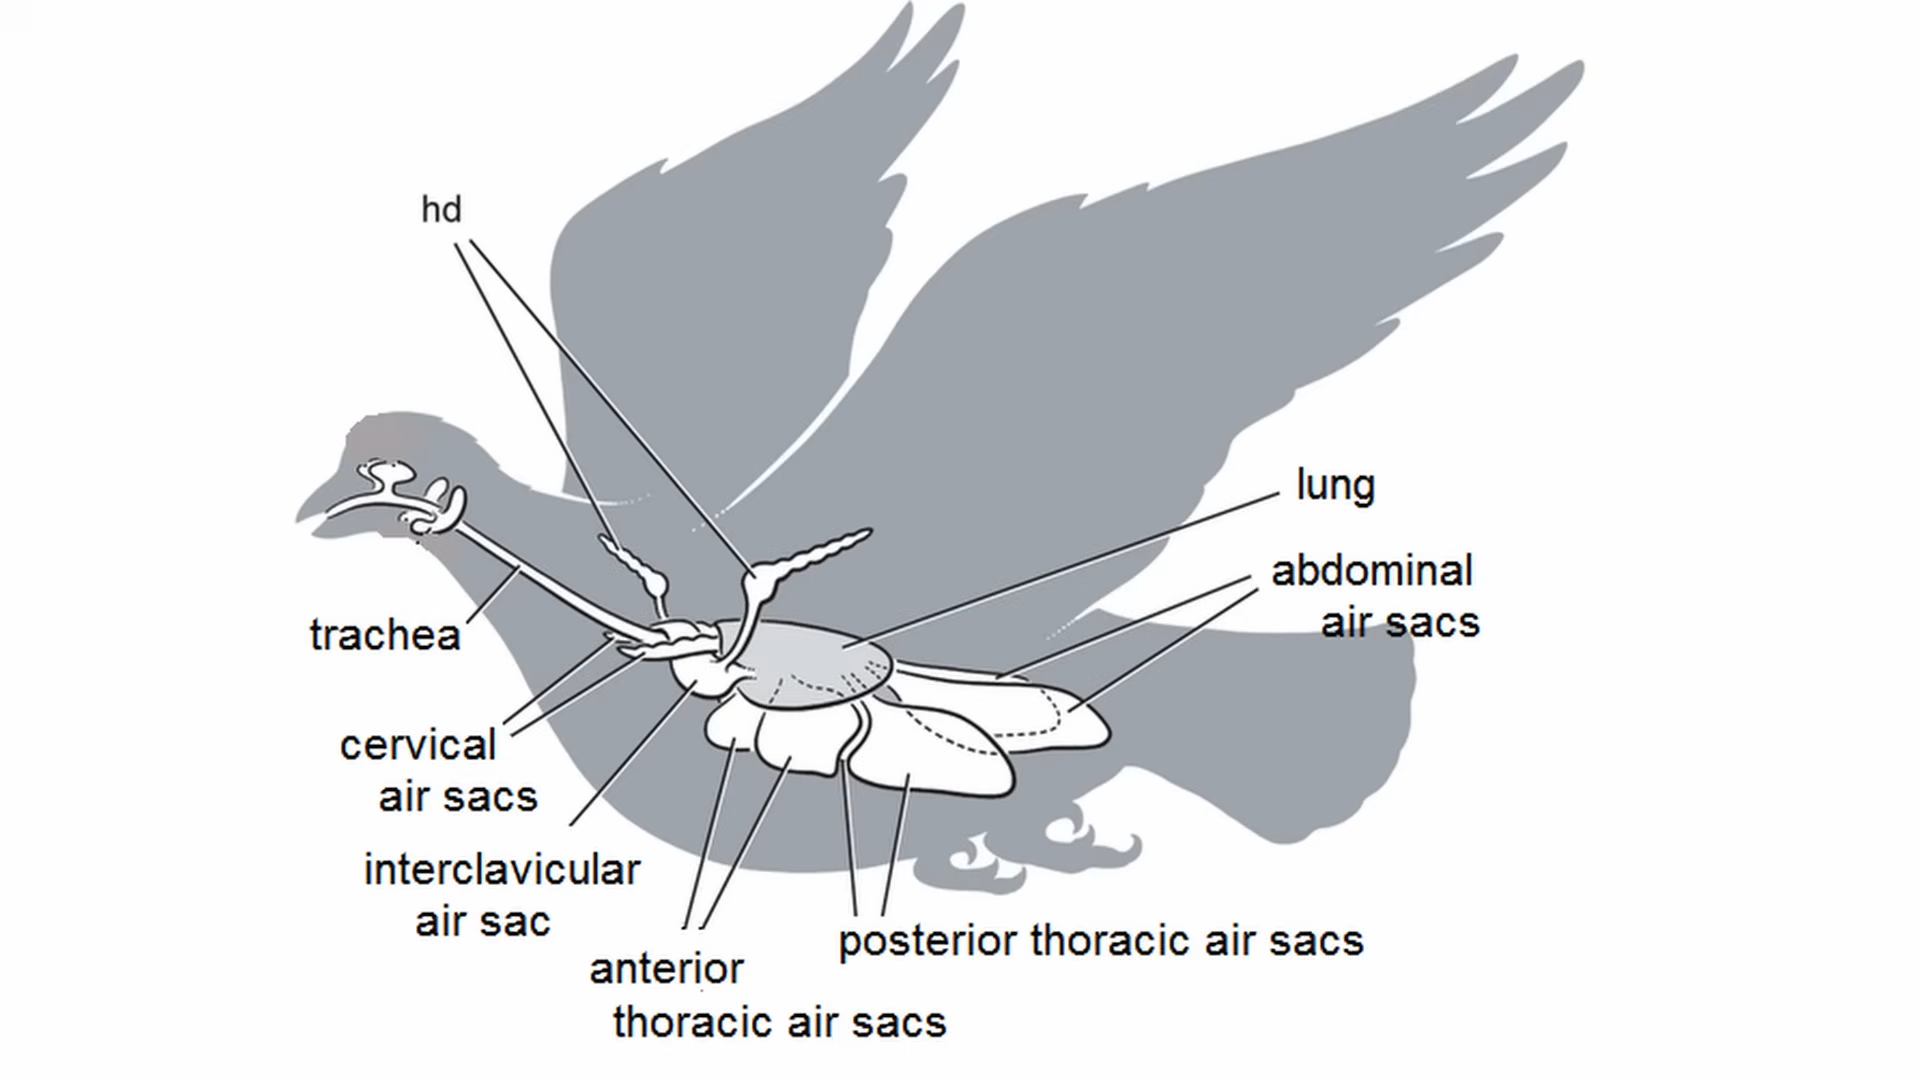 hd
lung
abdominal
air sacs
trachea
cervical
air sacs
interclavicular
air sac
anterior
thoracic air sacs
posterior thoracic air sacs